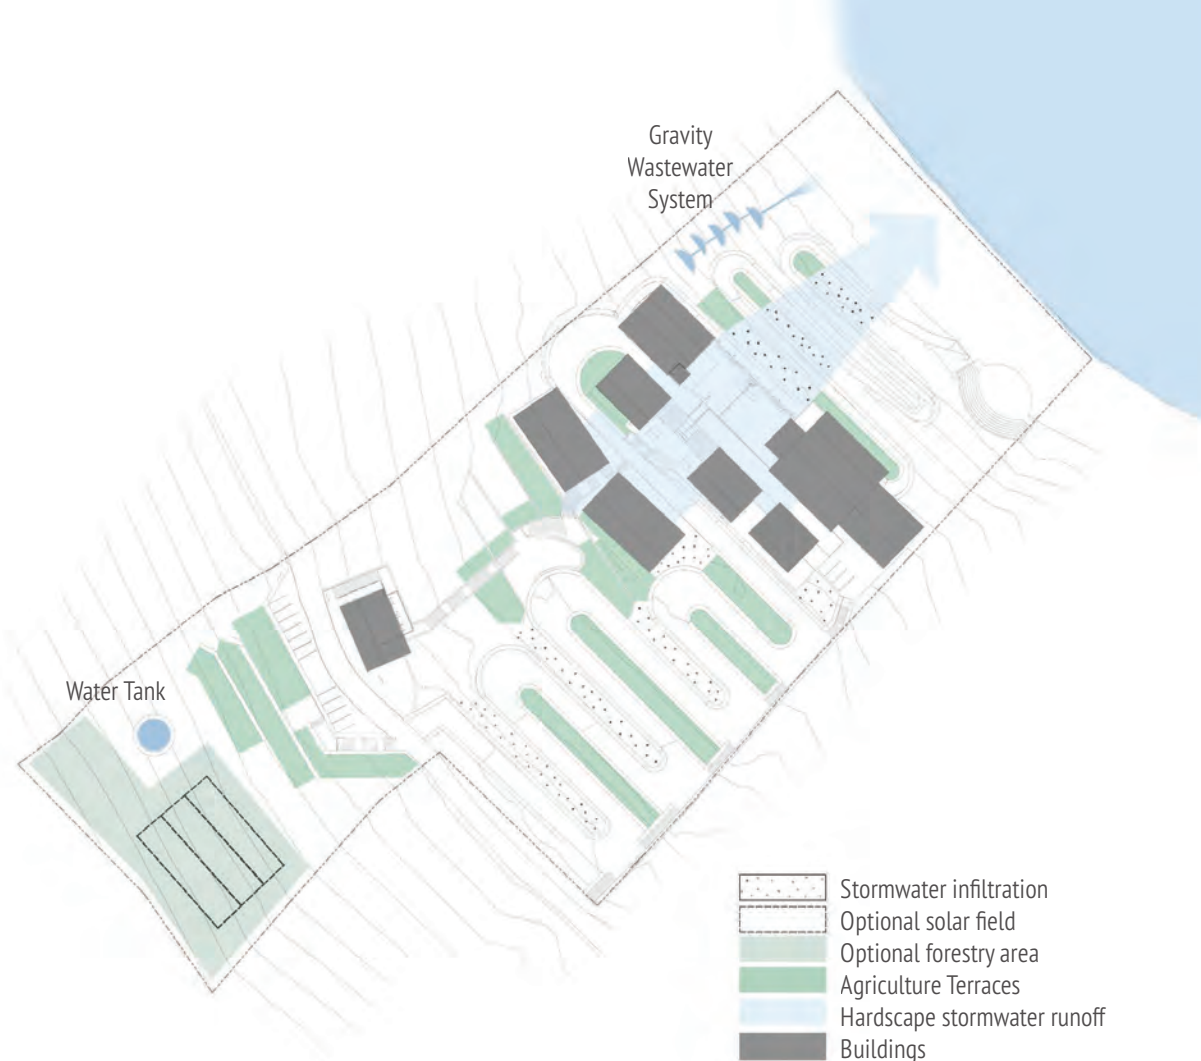 Gravity
Wastewater
System
Water Tank
Stormwater infiltration
Optional solar field
Optional forestry area
Agriculture Terraces
Hardscape stormwater runoff
Buildings